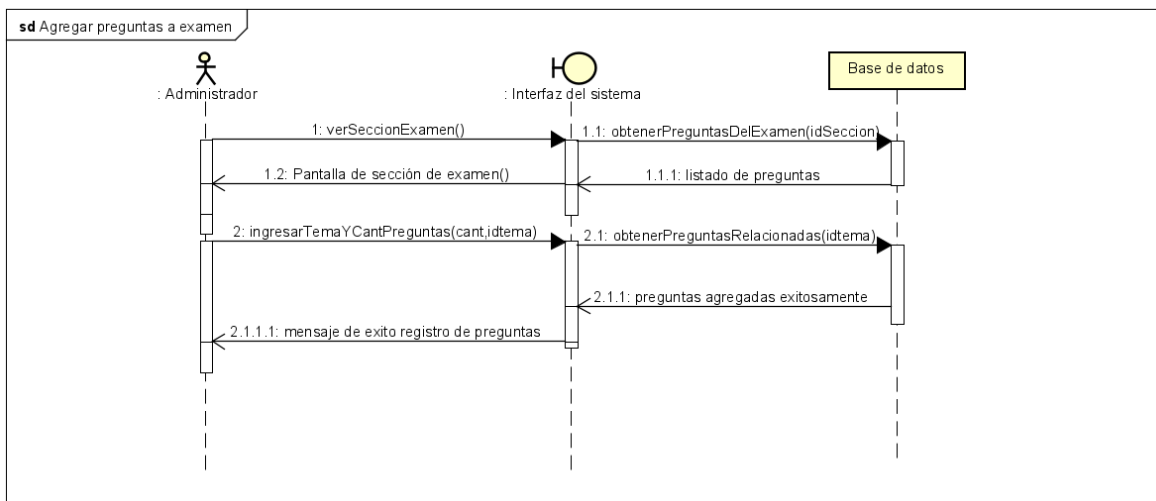 sd Agregar preguntas a examen
: Administrador
: Interfaz del sistema
Base de datos
1: verSeccionExamen()
1.1: obtenerPreguntasDelExamen(idSeccion)
1.2: Pantalla de sección de examen()
1.1.1: listado de preguntas
2: ingresarTemaYCantPreguntas(cant,idtema)
2.1: obtenerPreguntasRelacionadas(idtema)
2.1.1: preguntas agregadas exitosamente
2.1.1.1: mensaje de exito registro de preguntas